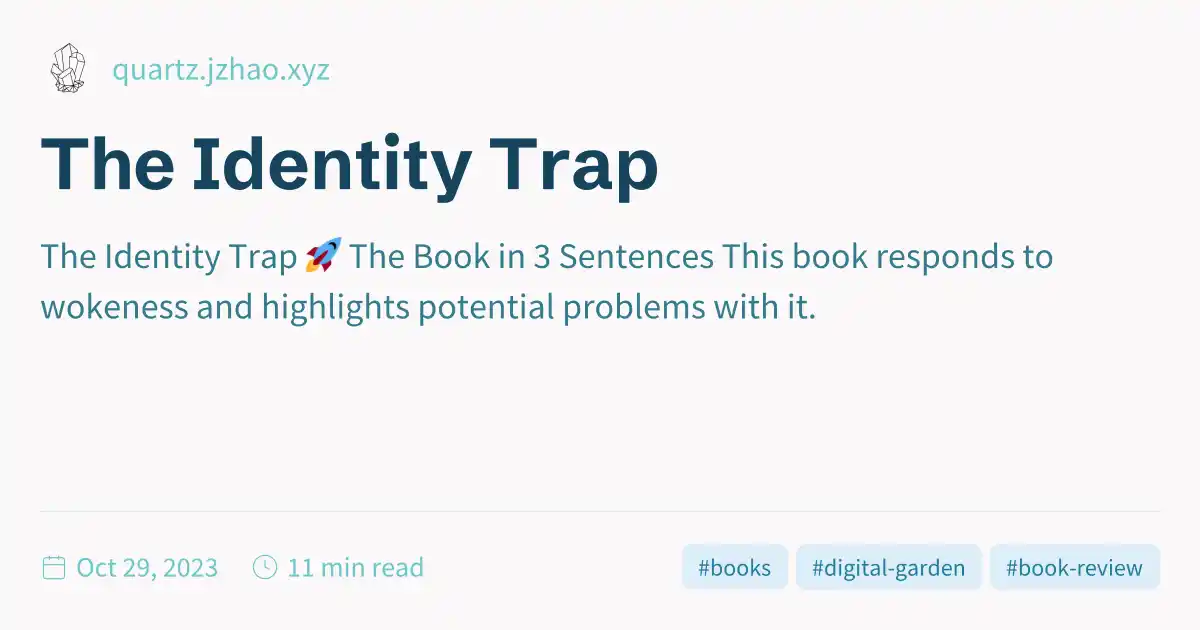 quartz.jzhao.xyz
The Identity Trap
The Identity Trap 🚀 The Book in 3 Sentences This book responds to
wokeness and highlights potential problems with it.
Oct 29, 2023 11 min read #books #digital-garden #book-review